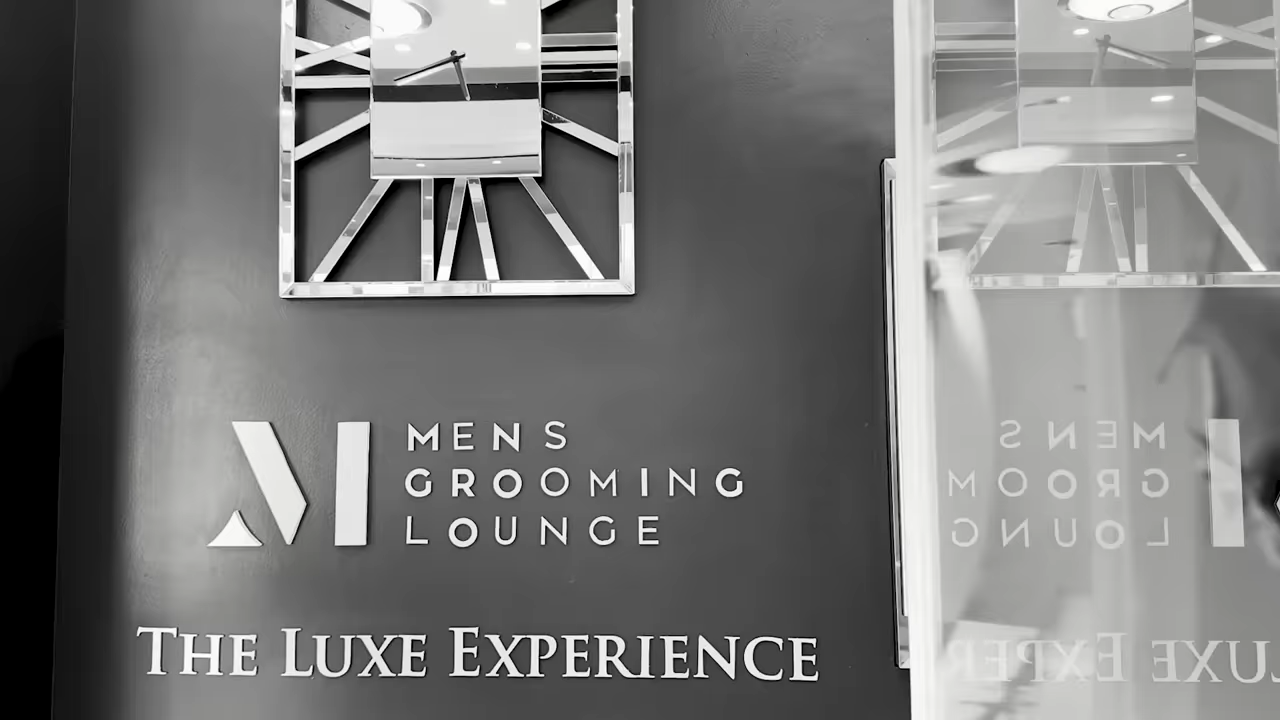 M
MENS
GROOMING
LOUNGE
THE LUXE EXPERIENCE